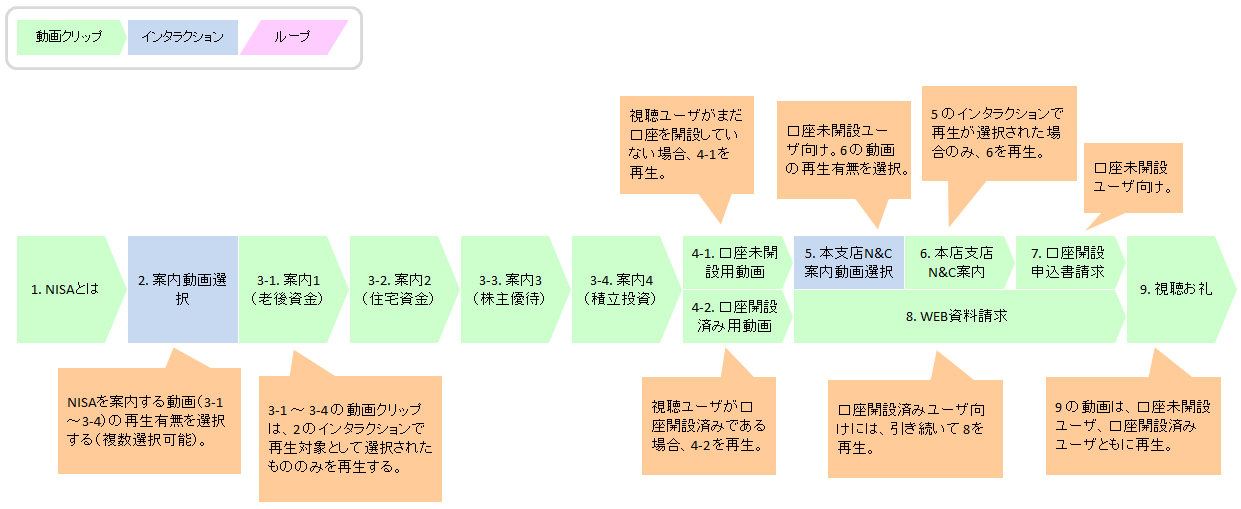 動画クリップ
インタラクション
ループ
視聴ユーザがまだ
口座を開設してい
ない場合、4-1を
再生。
口座未開設ユー
ザ向け。6の動画
の再生有無を選択。
5のインタラクションで
再生が選択された場
合のみ、6を再生。
口座未開設
ユーザ向け。
1. NISAとは
2. 案内動画選
択
3-1. 案内1
（老後資金）
3-2. 案内2
（住宅資金）
3-3. 案内3
（株主優待）
3-4. 案内4
（積立投資）
4-1. 口座未開
設用動画
4-2. 口座開設
済み用動画
5. 本支店N&C
案内動画選択
6. 本店支店
N&C案内
7. 口座開設
申込書請求
8. WEB資料請求
9. 視聴お礼
NISAを案内する動画（3-1
～3-4）の再生有無を選択
する（複数選択可能）。
3-1～3-4の動画クリップ
は、2のインタラクションで
再生対象として選択された
もののみを再生する。
視聴ユーザが口
座開設済みである
場合、4-2を再生。
口座開設済みユーザ向
けには、引き続いて8を
再生。
9の動画は、口座未開設
ユーザ、口座開設済み
ユーザともに再生。